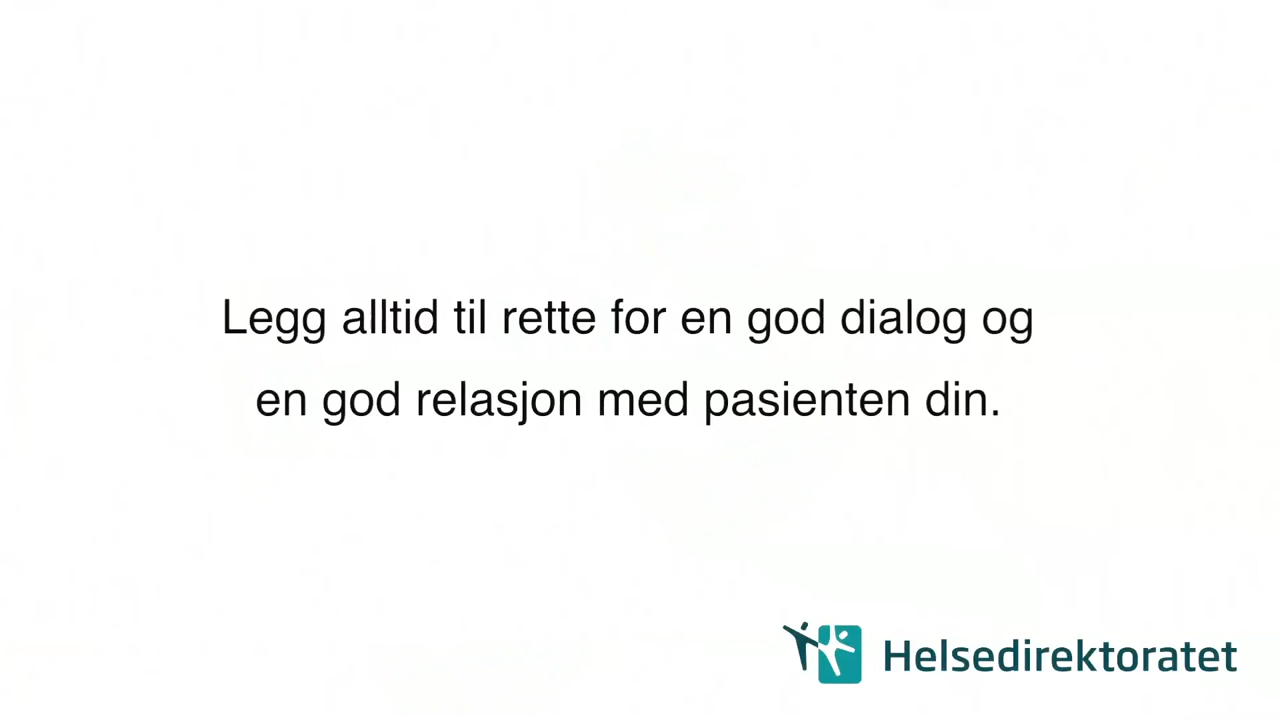 Legg alltid til rette for en god dialog og
en god relasjon med pasienten din.
Helsedirektoratet